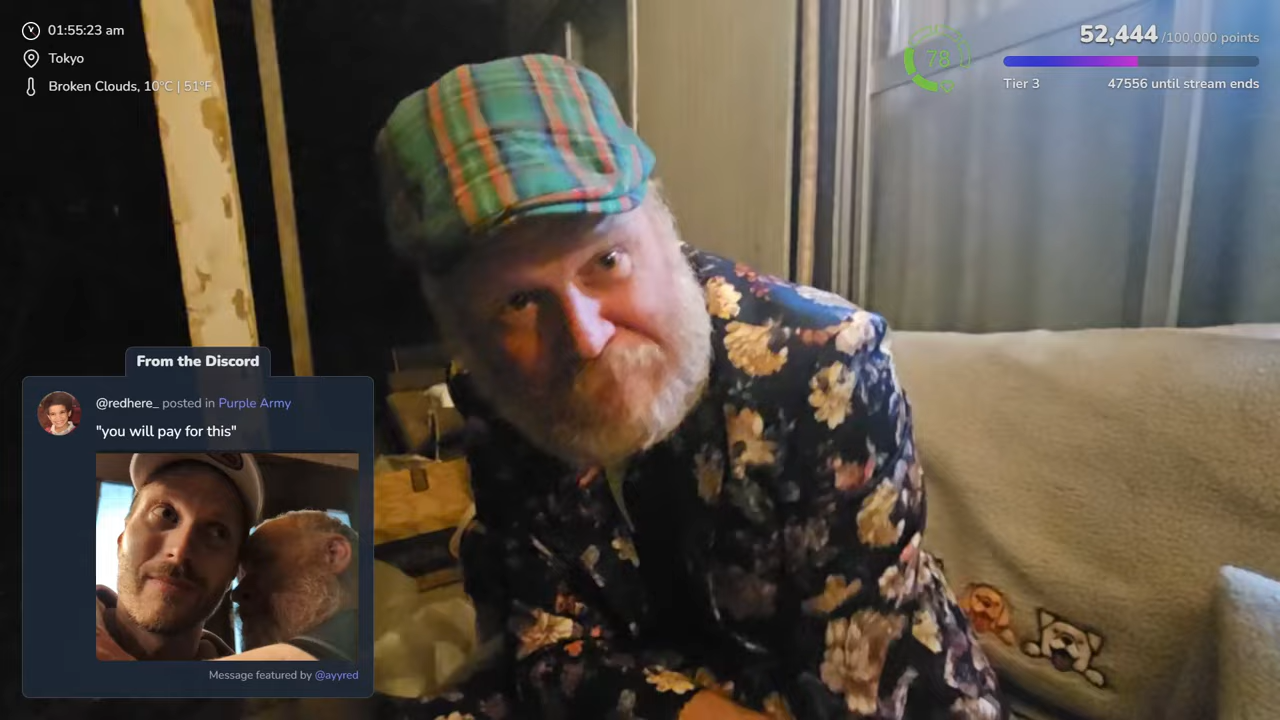 01:55:23 am
Tokyo
Broken Clouds, 10°C | 51°F
78
52,444 /100,000 points
Tier 3
47556 until stream ends
From the Discord
@redhere_ posted in Purple Army
"you will pay for this"
Message featured by @ayyred